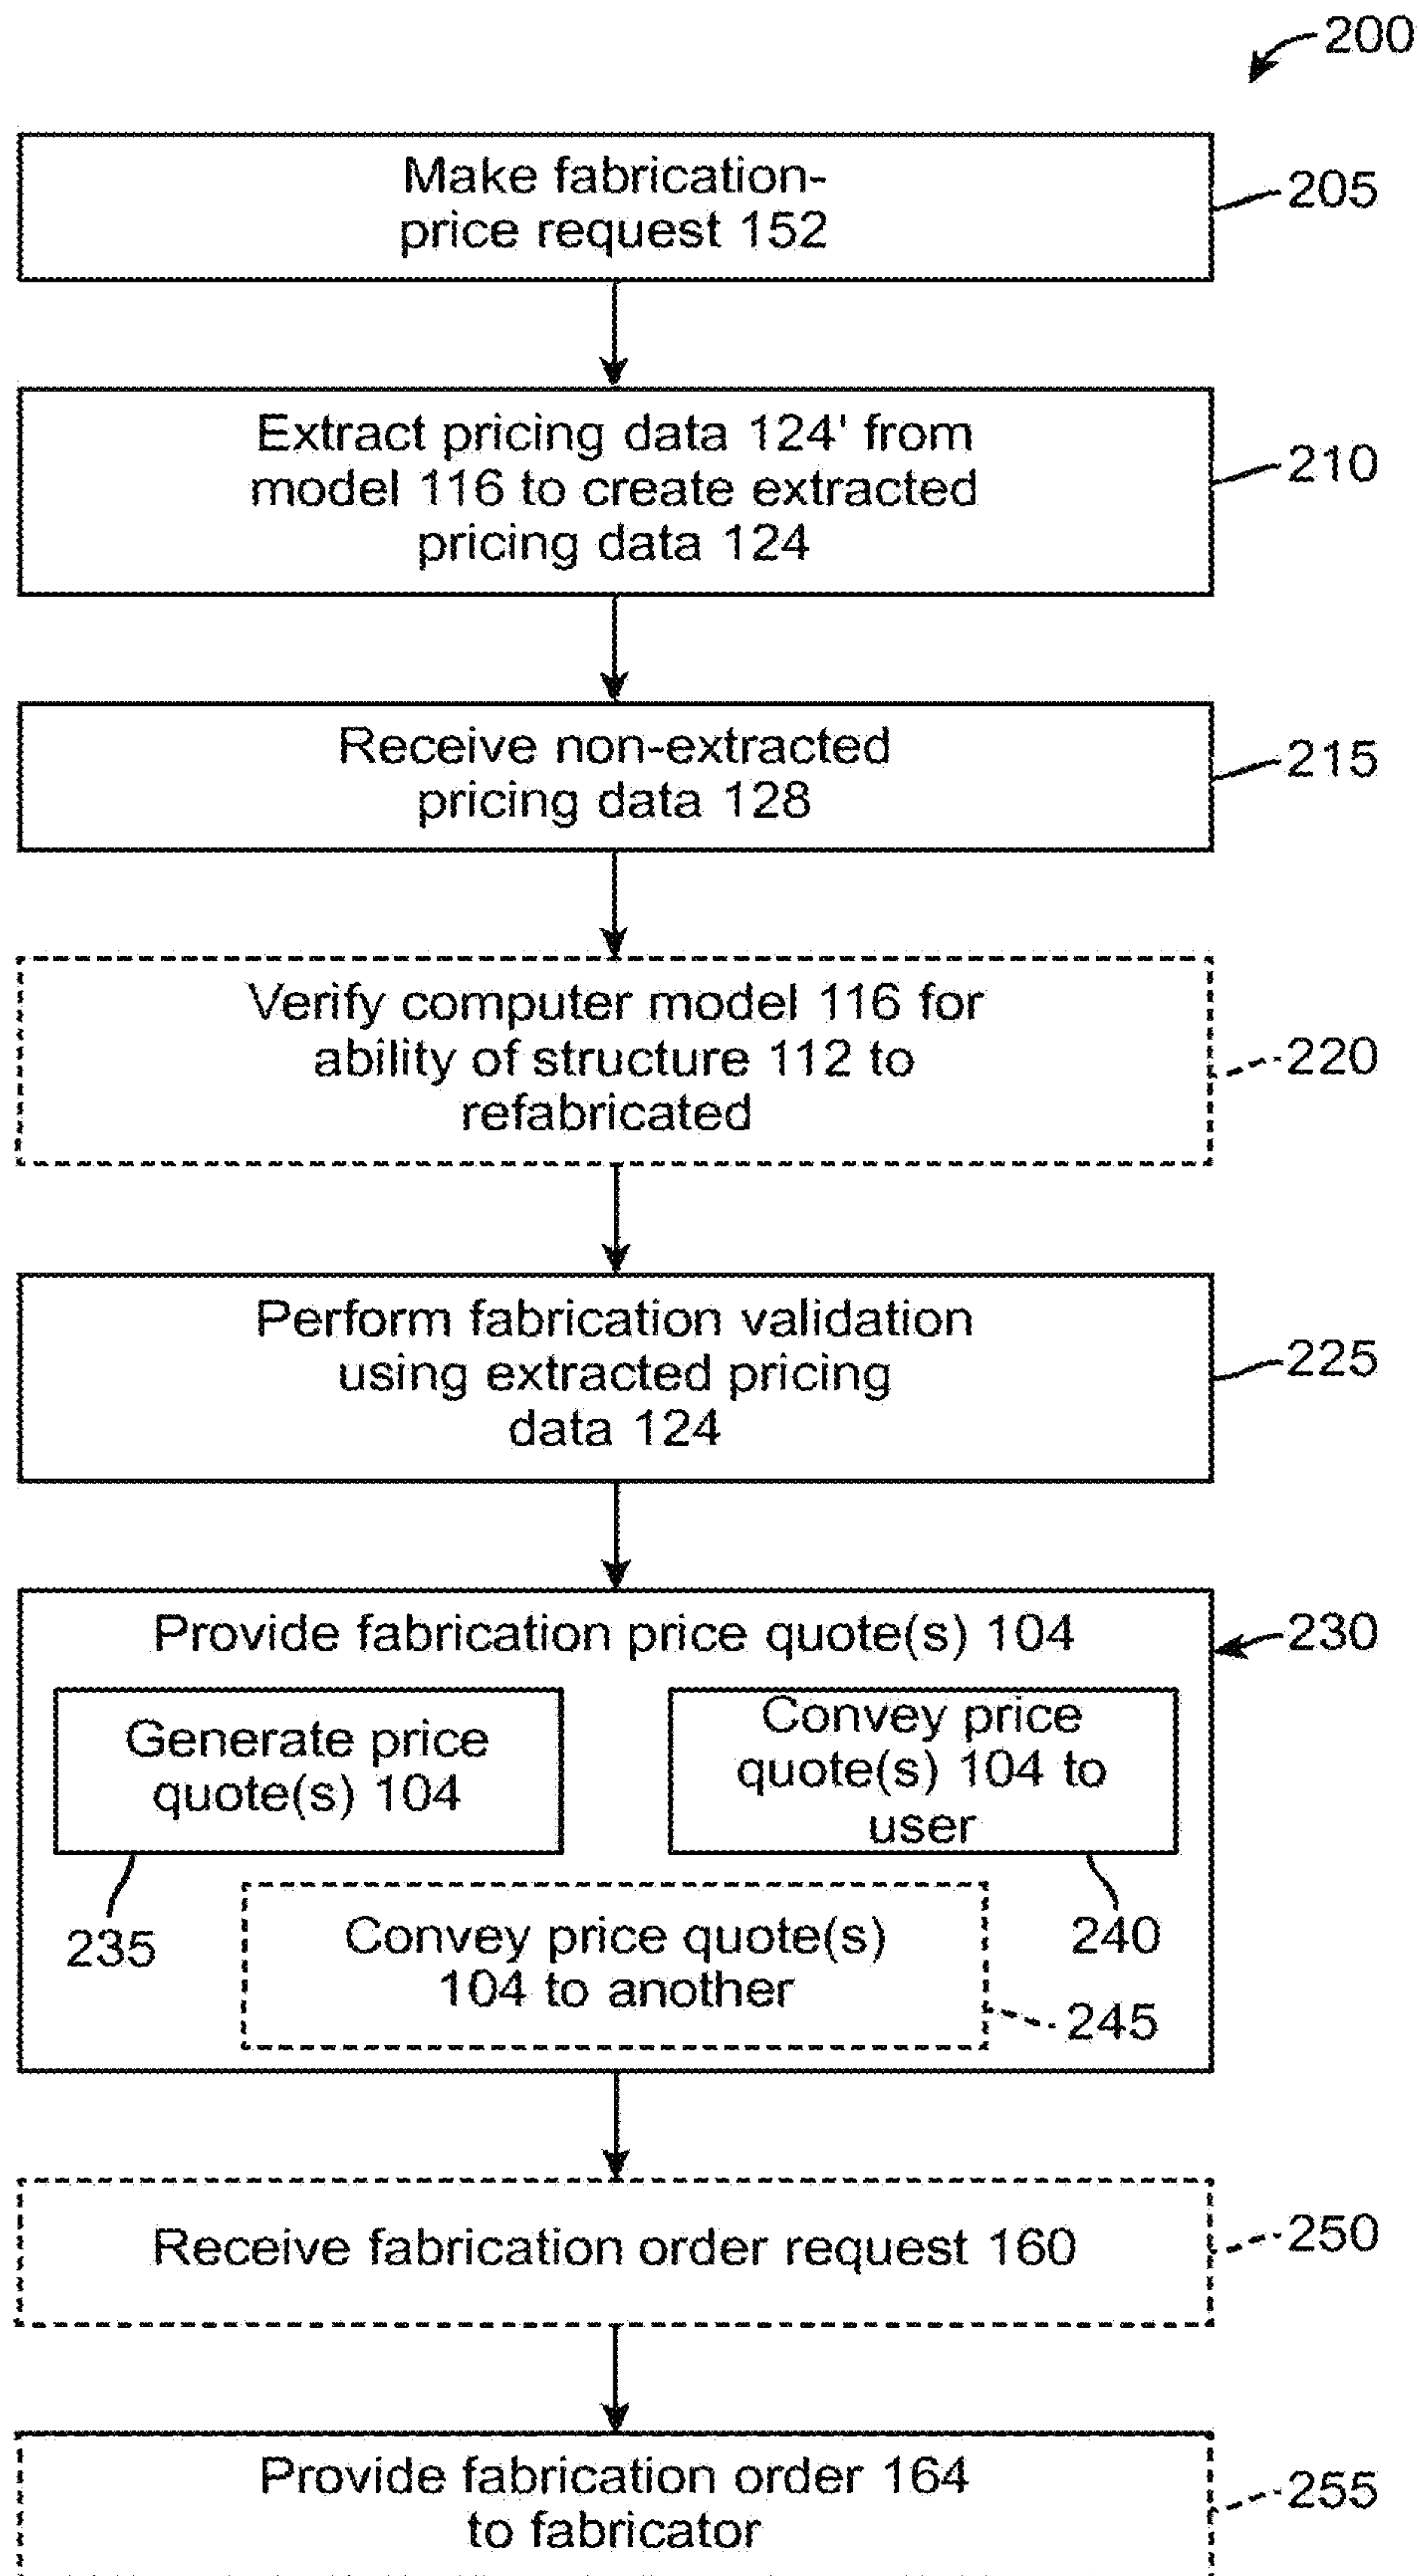 200
Make fabrication-
price request 152
205
Extract pricing data 124' from
model 116 to create extracted
pricing data 124
210
Receive non-extracted
pricing data 128
215
Verify computer model 116 for
ability of structure 112 to
refabricated
220
Perform fabrication validation
using extracted pricing
data 124
225
Provide fabrication price quote(s) 104
230
Generate price
quote(s) 104
235
Convey price
quote(s) 104 to
user
240
Convey price quote(s)
104 to another
245
Receive fabrication order request 160
250
Provide fabrication order 164
to fabricator
255